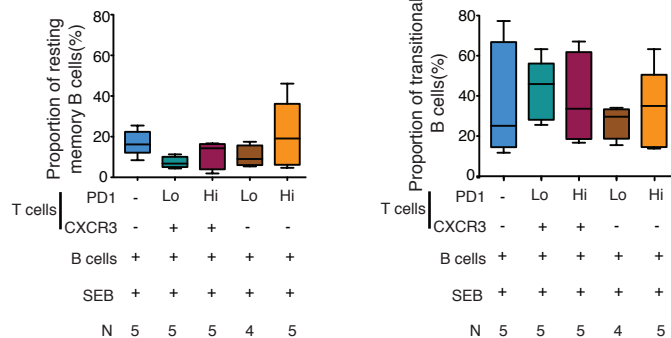 Proportion of resting
memory B cells(%)
80
60
40
20
0
T cells
PD1 - Lo Hi Lo Hi
CXCR3 - + + - -
B cells + + + + +
SEB + + + + +
N 5 5 5 4 5
Proportion of transitional
B cells(%)
80
60
40
20
0
T cells
PD1 - Lo Hi Lo Hi
CXCR3 - + + - -
B cells + + + + +
SEB + + + + +
N 5 5 5 4 5